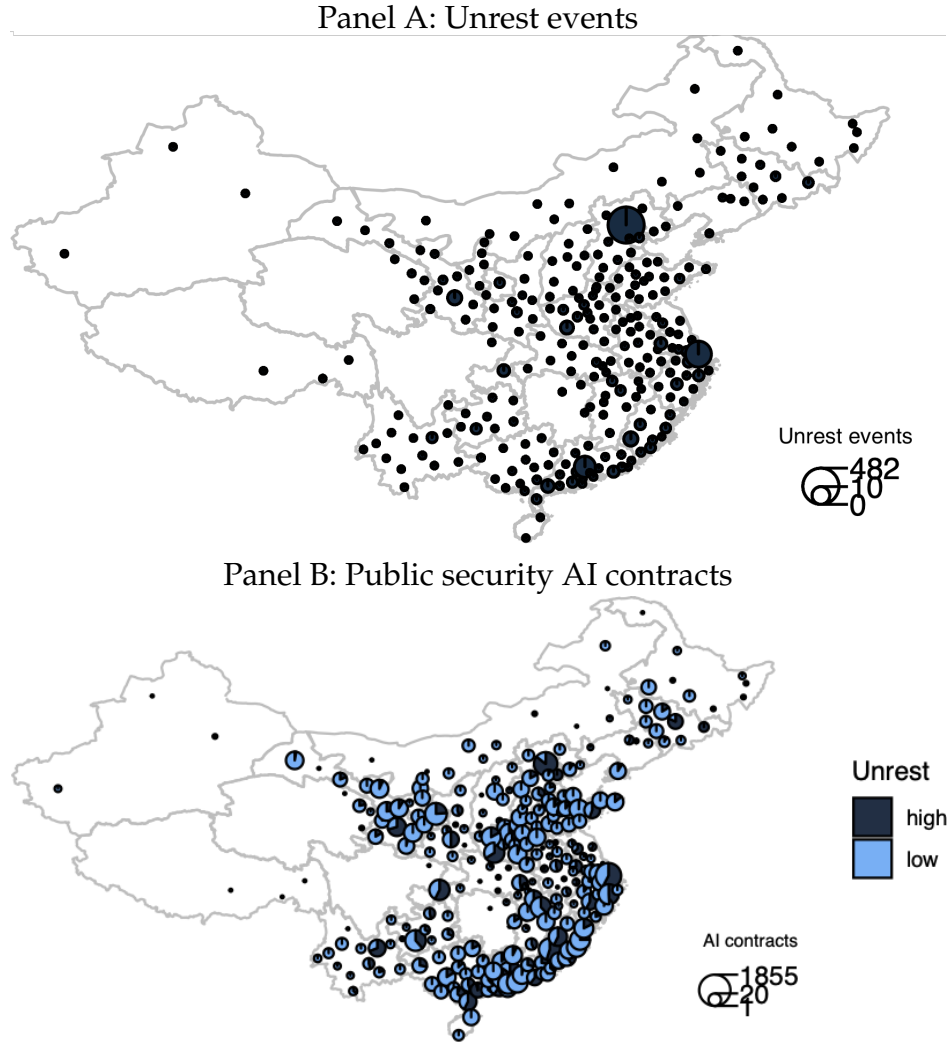 Panel A: Unrest events
Unrest events
482
10
0
Panel B: Public security AI contracts
Unrest
high
low
AI contracts
1855
20
1